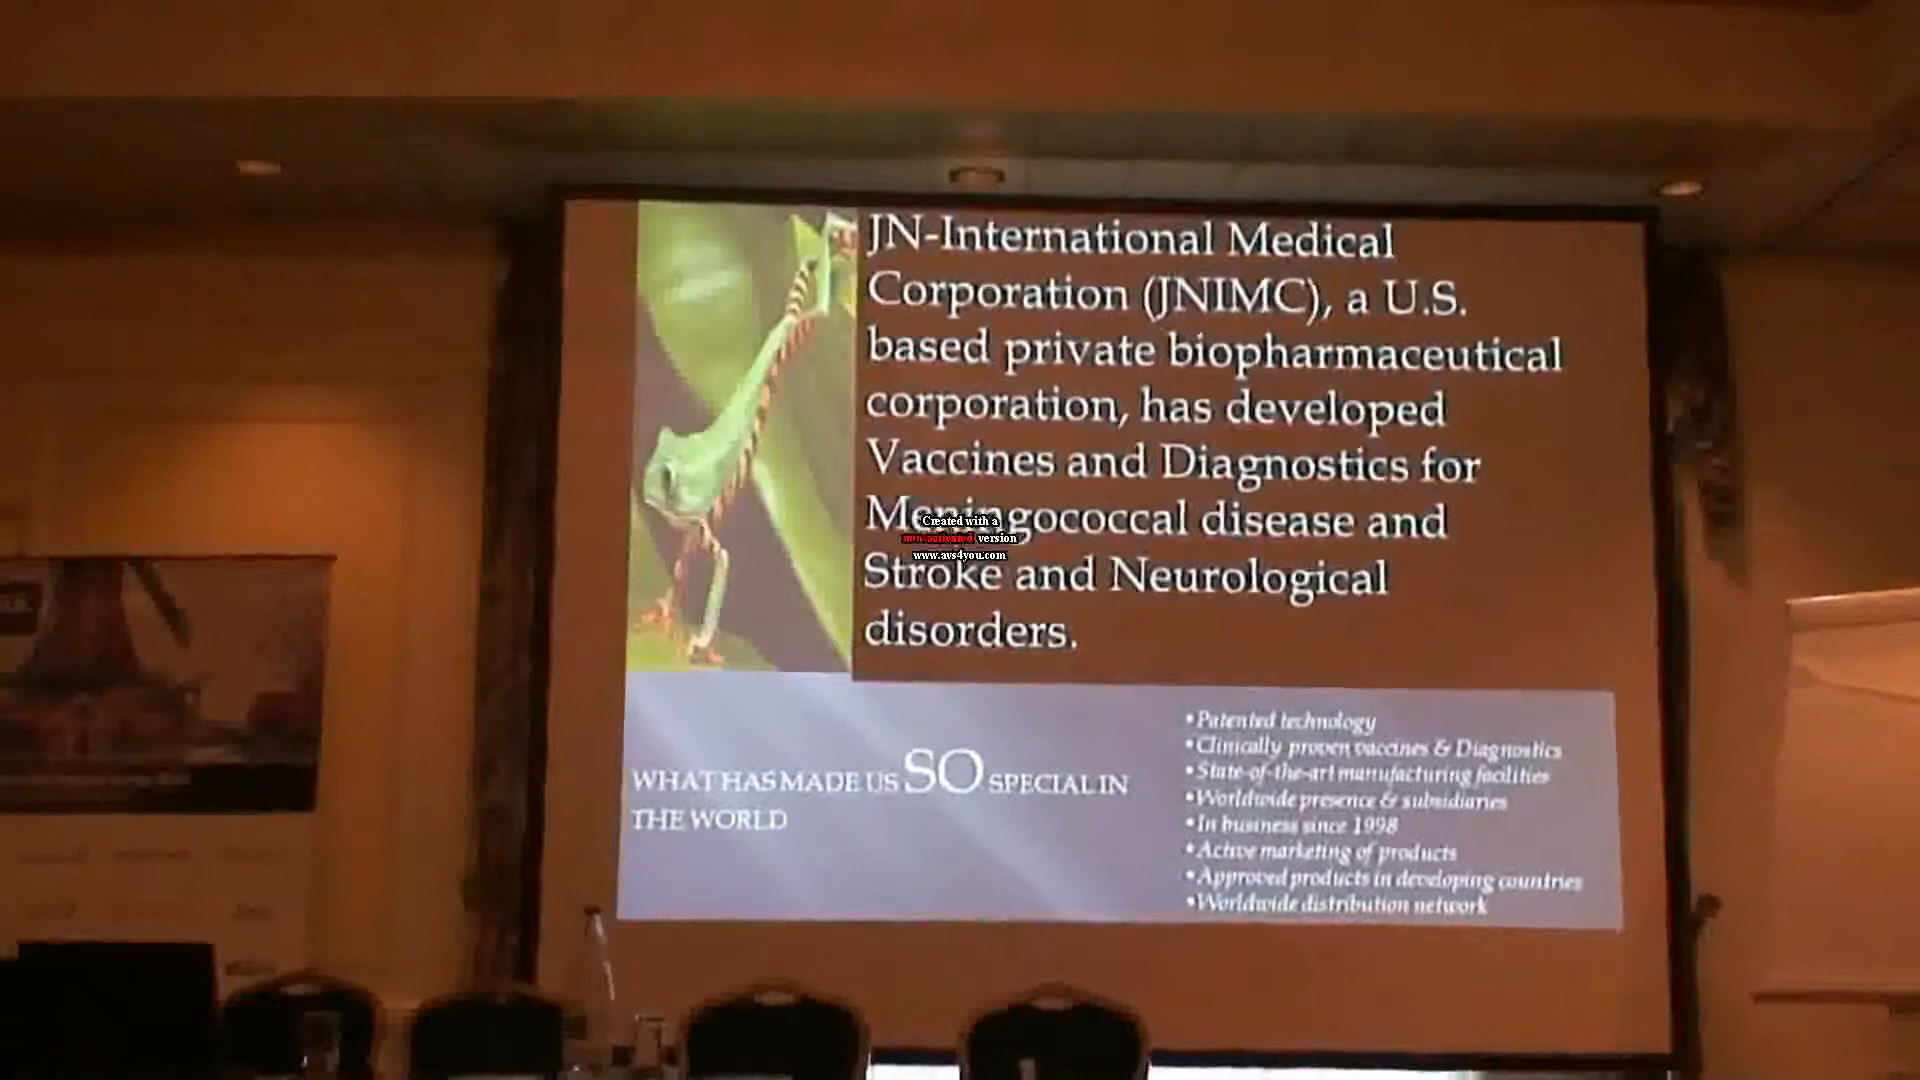 JN-International Medical
Corporation (JNIMC), a U.S.
based private biopharmaceutical
corporation, has developed
Vaccines and Diagnostics for
Meningococcal disease and
Stroke and Neurological
disorders.
Created with a
non-activated version
www.avs4you.com
WHAT HAS MADE US SO SPECIAL IN
THE WORLD
•Patented technology
•Clinically proven vaccines & Diagnostics
•State-of-the-art manufacturing facilities
•Worldwide presence & subsidiaries
•In business since 1998
•Active marketing of products
•Approved products in developing countries
•Worldwide distribution network